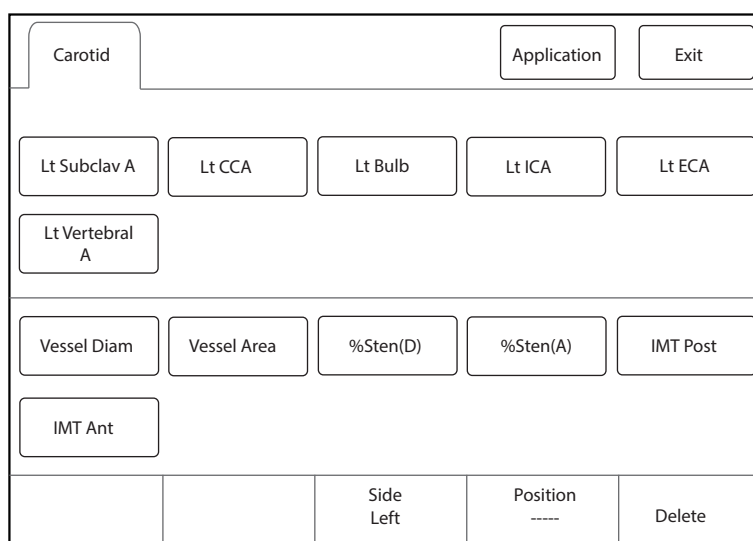 Carotid
Application
Exit
Lt Subclav A
Lt CCA
Lt Bulb
Lt ICA
Lt ECA
Lt Vertebral
A
Vessel Diam
Vessel Area
%Sten(D)
%Sten(A)
IMT Post
IMT Ant
Side
Left
Position
-----
Delete